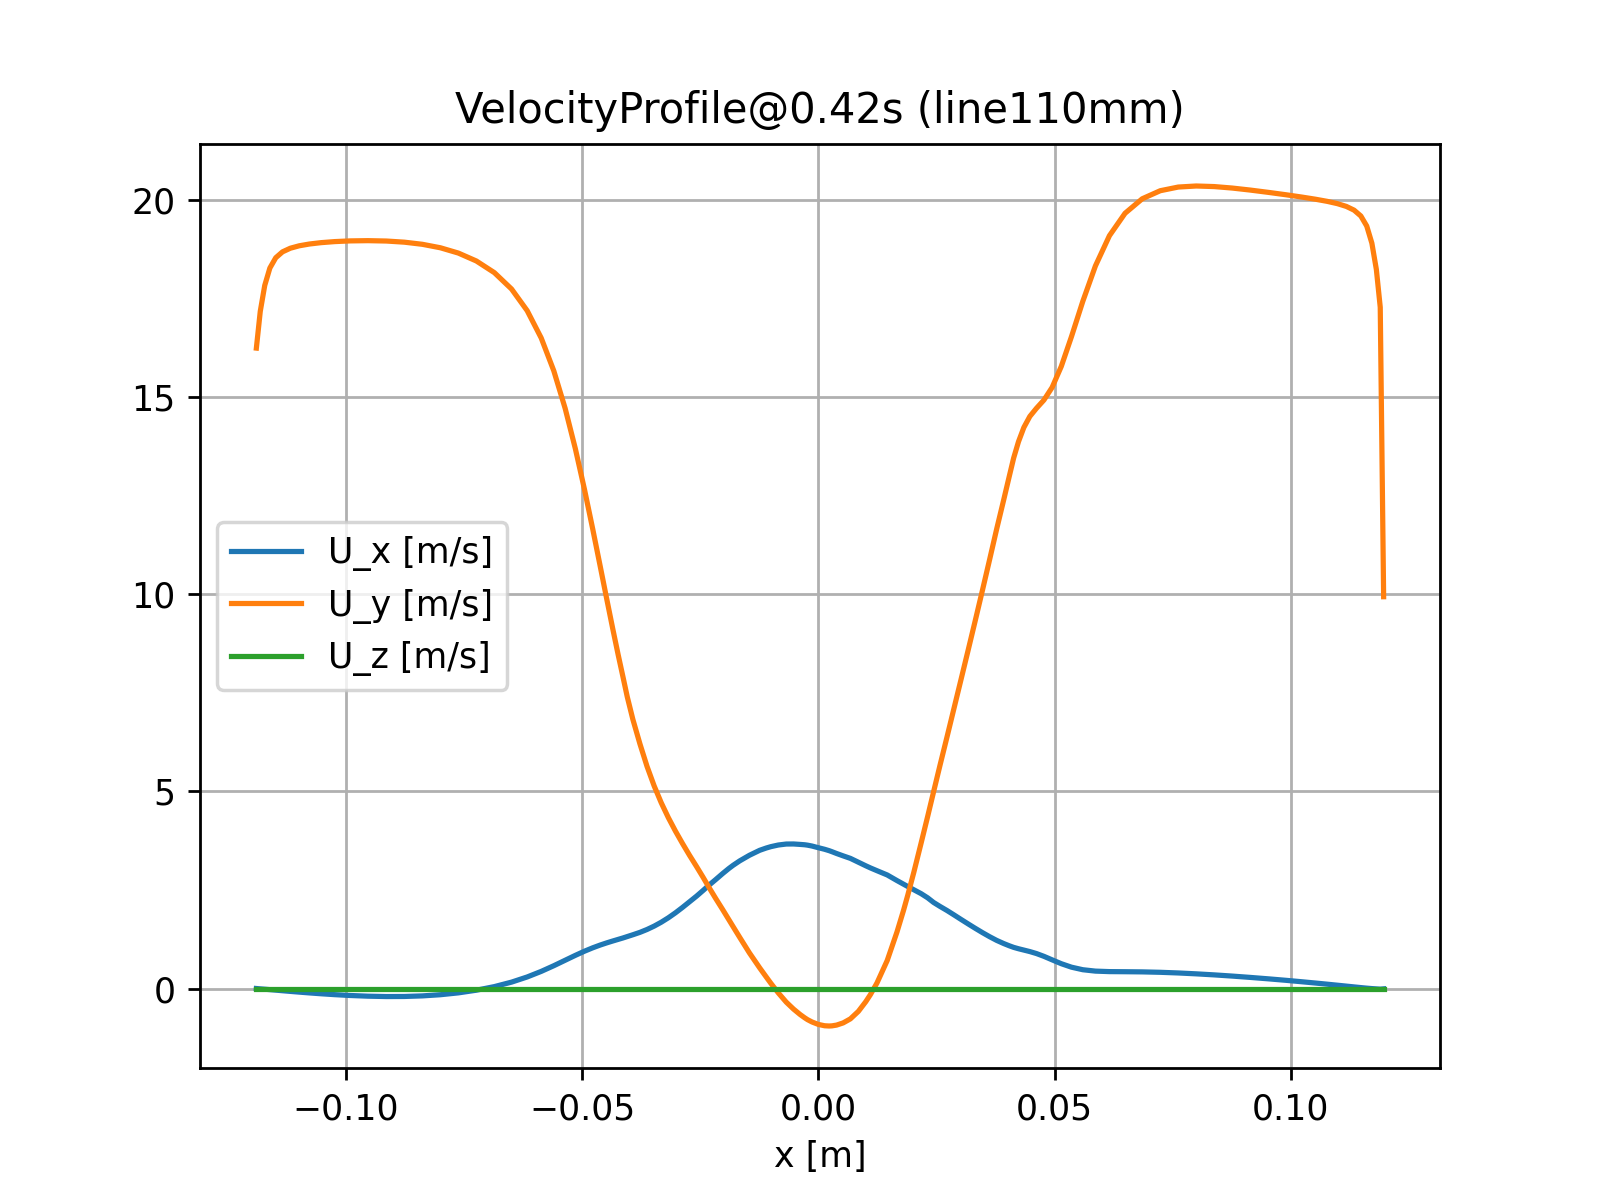 VelocityProfile@0.42s (line110mm)
20
15
10
5
0
U_x [m/s]
U_y [m/s]
U_z [m/s]
−0.10 −0.05 0.00 0.05 0.10
x [m]